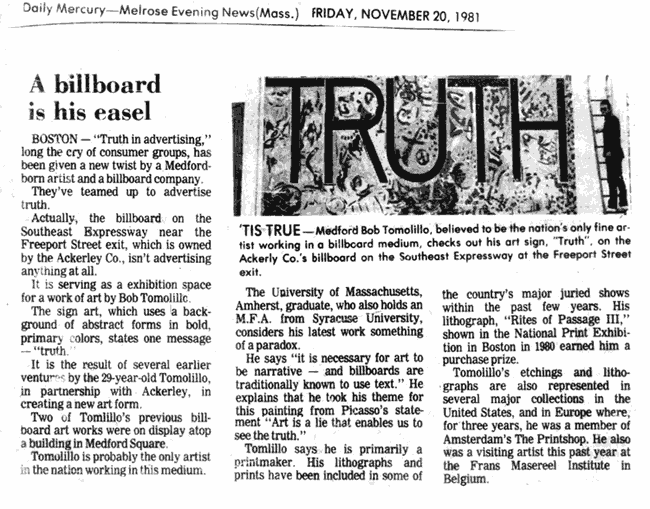 Daily Mercury—Melrose Evening News(Mass.) FRIDAY, NOVEMBER 20, 1981
A billboard
is his easel
BOSTON — "Truth in advertising,"
long the cry of consumer groups, has
been given a new twist by a Medford-
born artist and a billboard company.
They've teamed up to advertise
truth.
Actually, the billboard on the
Southeast Expressway near the
Freeport Street exit, which is owned
by the Ackerley Co., isn't advertising
anything at all.
It is serving as a exhibition space
for a work of art by Bob Tomolillo.
The sign art, which uses a back-
ground of abstract forms in bold,
primary colors, states one message
— "truth."
It is the result of several earlier
ventures by the 29-year-old Tomolillo,
in partnership with Ackerley, in
creating a new art form.
Two of Tomlillo's previous bill-
board art works were on display atop
a building in Medford Square.
Tomolillo is probably the only artist
in the nation working in this medium.
TRUTH
'TIS TRUE — Medford Bob Tomolillo, believed to be the nation's only fine ar-
tist working in a billboard medium, checks out his art sign, "Truth", on the
Ackerly Co.'s billboard on the Southeast Expressway at the Freeport Street
exit.
The University of Massachusetts,
Amherst, graduate, who also holds an
M.F.A. from Syracuse University,
considers his latest work something
of a paradox.
He says "it is necessary for art to
be narrative — and billboards are
traditionally known to use text." He
explains that he took his theme for
this painting from Picasso's state-
ment "Art is a lie that enables us to
see the truth."
Tomlillo says he is primarily a
printmaker. His lithographs and
prints have been included in some of
the country's major juried shows
within the past few years. His
lithograph, "Rites of Passage III,"
shown in the National Print Exhibi-
tion in Boston in 1980 earned him a
purchase prize.
Tomolillo's etchings and litho-
graphs are also represented in
several major collections in the
United States, and in Europe where,
for three years, he was a member of
Amsterdam's The Printshop. He also
was a visiting artist this past year at
the Frans Masereel Institute in
Belgium.